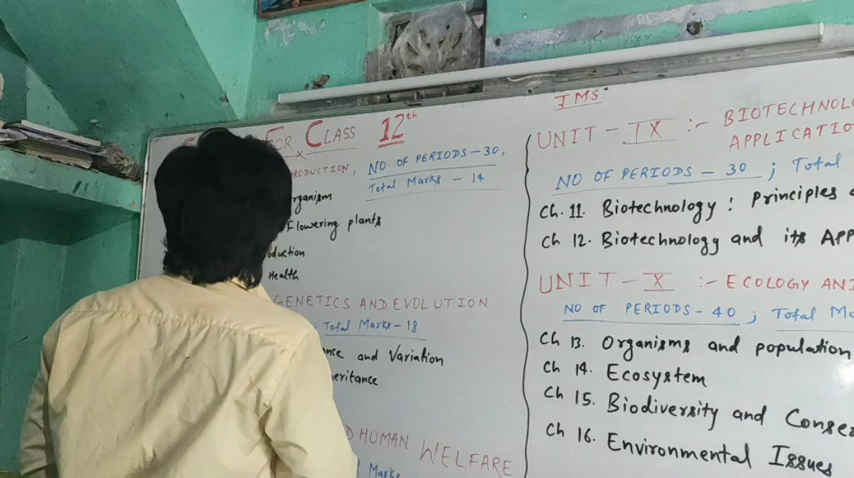 FOR CLASS 12th
NO OF PERIODS - 30,
Total Marks - 14
Flowering plants
Health
GENETICS AND EVOLUTION
; Total Marks - 18
and Variation
HUMAN WELFARE
Marks
IMS
UNIT - IX :- 
APPLICATIO
NO OF PERIODS - 30 ; Total
Ch. 11. Biotechnology : Principles
Ch 12. Biotechnology and its App
UNIT - X :- ECOLOGY AN
NO OF PERIODS - 40 ; Total
Ch 13. Organisms and population
Ch 14. Ecosystem
Ch 15. Biodiversity and Conse
Ch 16. Environmental Issues